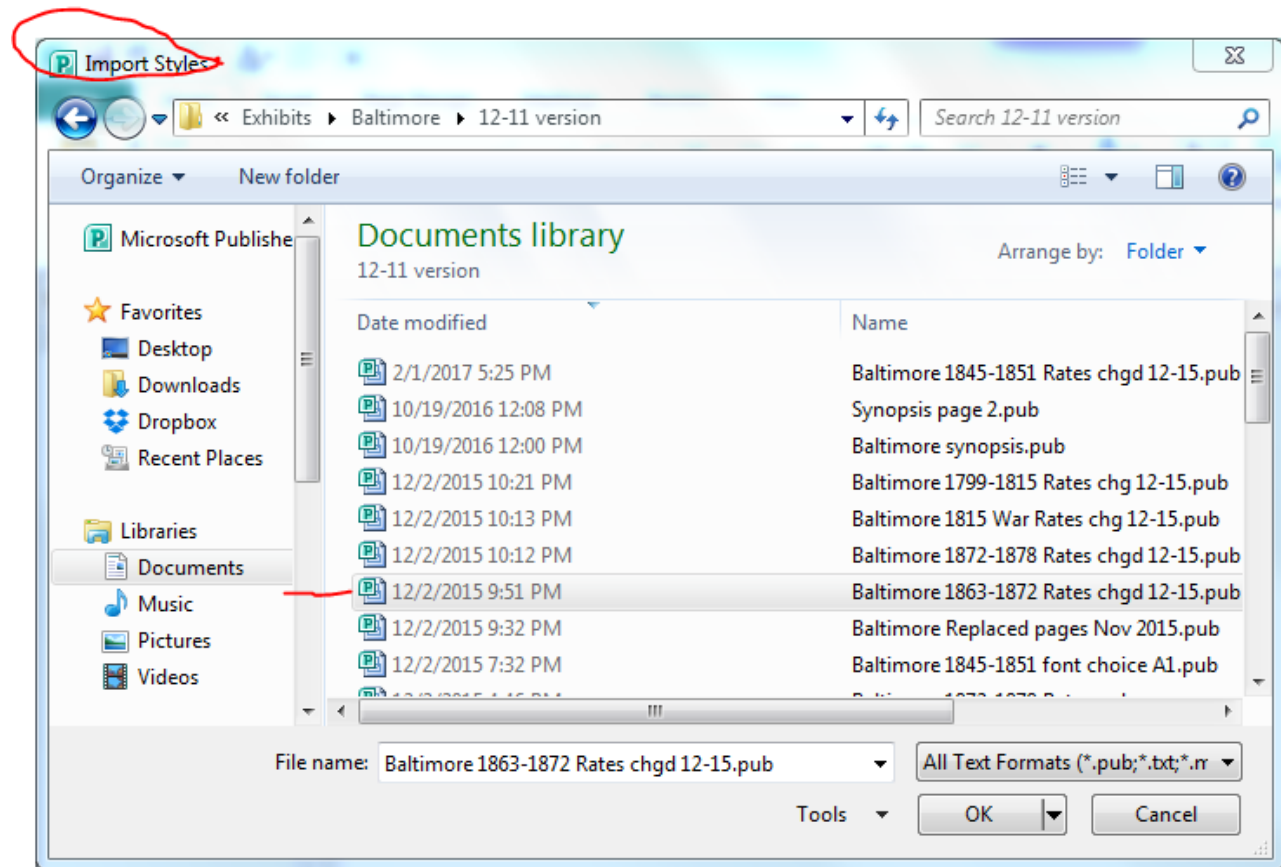 Import Styles
« Exhibits Baltimore 12-11 version
Search 12-11 version
Organize New folder
Microsoft Publishe
Favorites
Desktop
Downloads
Dropbox
Recent Places
Libraries
Documents
Music
Pictures
Videos
Documents library
12-11 version
Arrange by: Folder
Date modified Name
2/1/2017 5:25 PM Baltimore 1845-1851 Rates chgd 12-15.pub
10/19/2016 12:08 PM Synopsis page 2.pub
10/19/2016 12:00 PM Baltimore synopsis.pub
12/2/2015 10:21 PM Baltimore 1799-1815 Rates chg 12-15.pub
12/2/2015 10:13 PM Baltimore 1815 War Rates chg 12-15.pub
12/2/2015 10:12 PM Baltimore 1872-1878 Rates chgd 12-15.pub
12/2/2015 9:51 PM Baltimore 1863-1872 Rates chgd 12-15.pub
12/2/2015 9:32 PM Baltimore Replaced pages Nov 2015.pub
12/2/2015 7:32 PM Baltimore 1845-1851 font choice A1.pub
File name: Baltimore 1863-1872 Rates chgd 12-15.pub All Text Formats (*.pub;*.txt;*.m
Tools OK Cancel